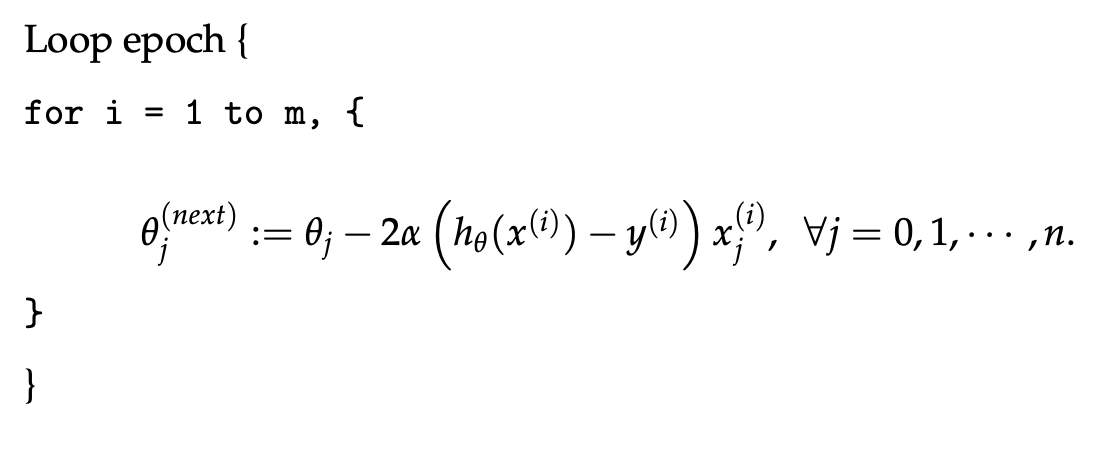 Loop epoch {
for i = 1 to m, {
θ_j^{(next)} := θ_j − 2α (h_θ(x^{(i)}) − y^{(i)}) x_j^{(i)}, ∀j = 0, 1, ⋯ , n.
}
}